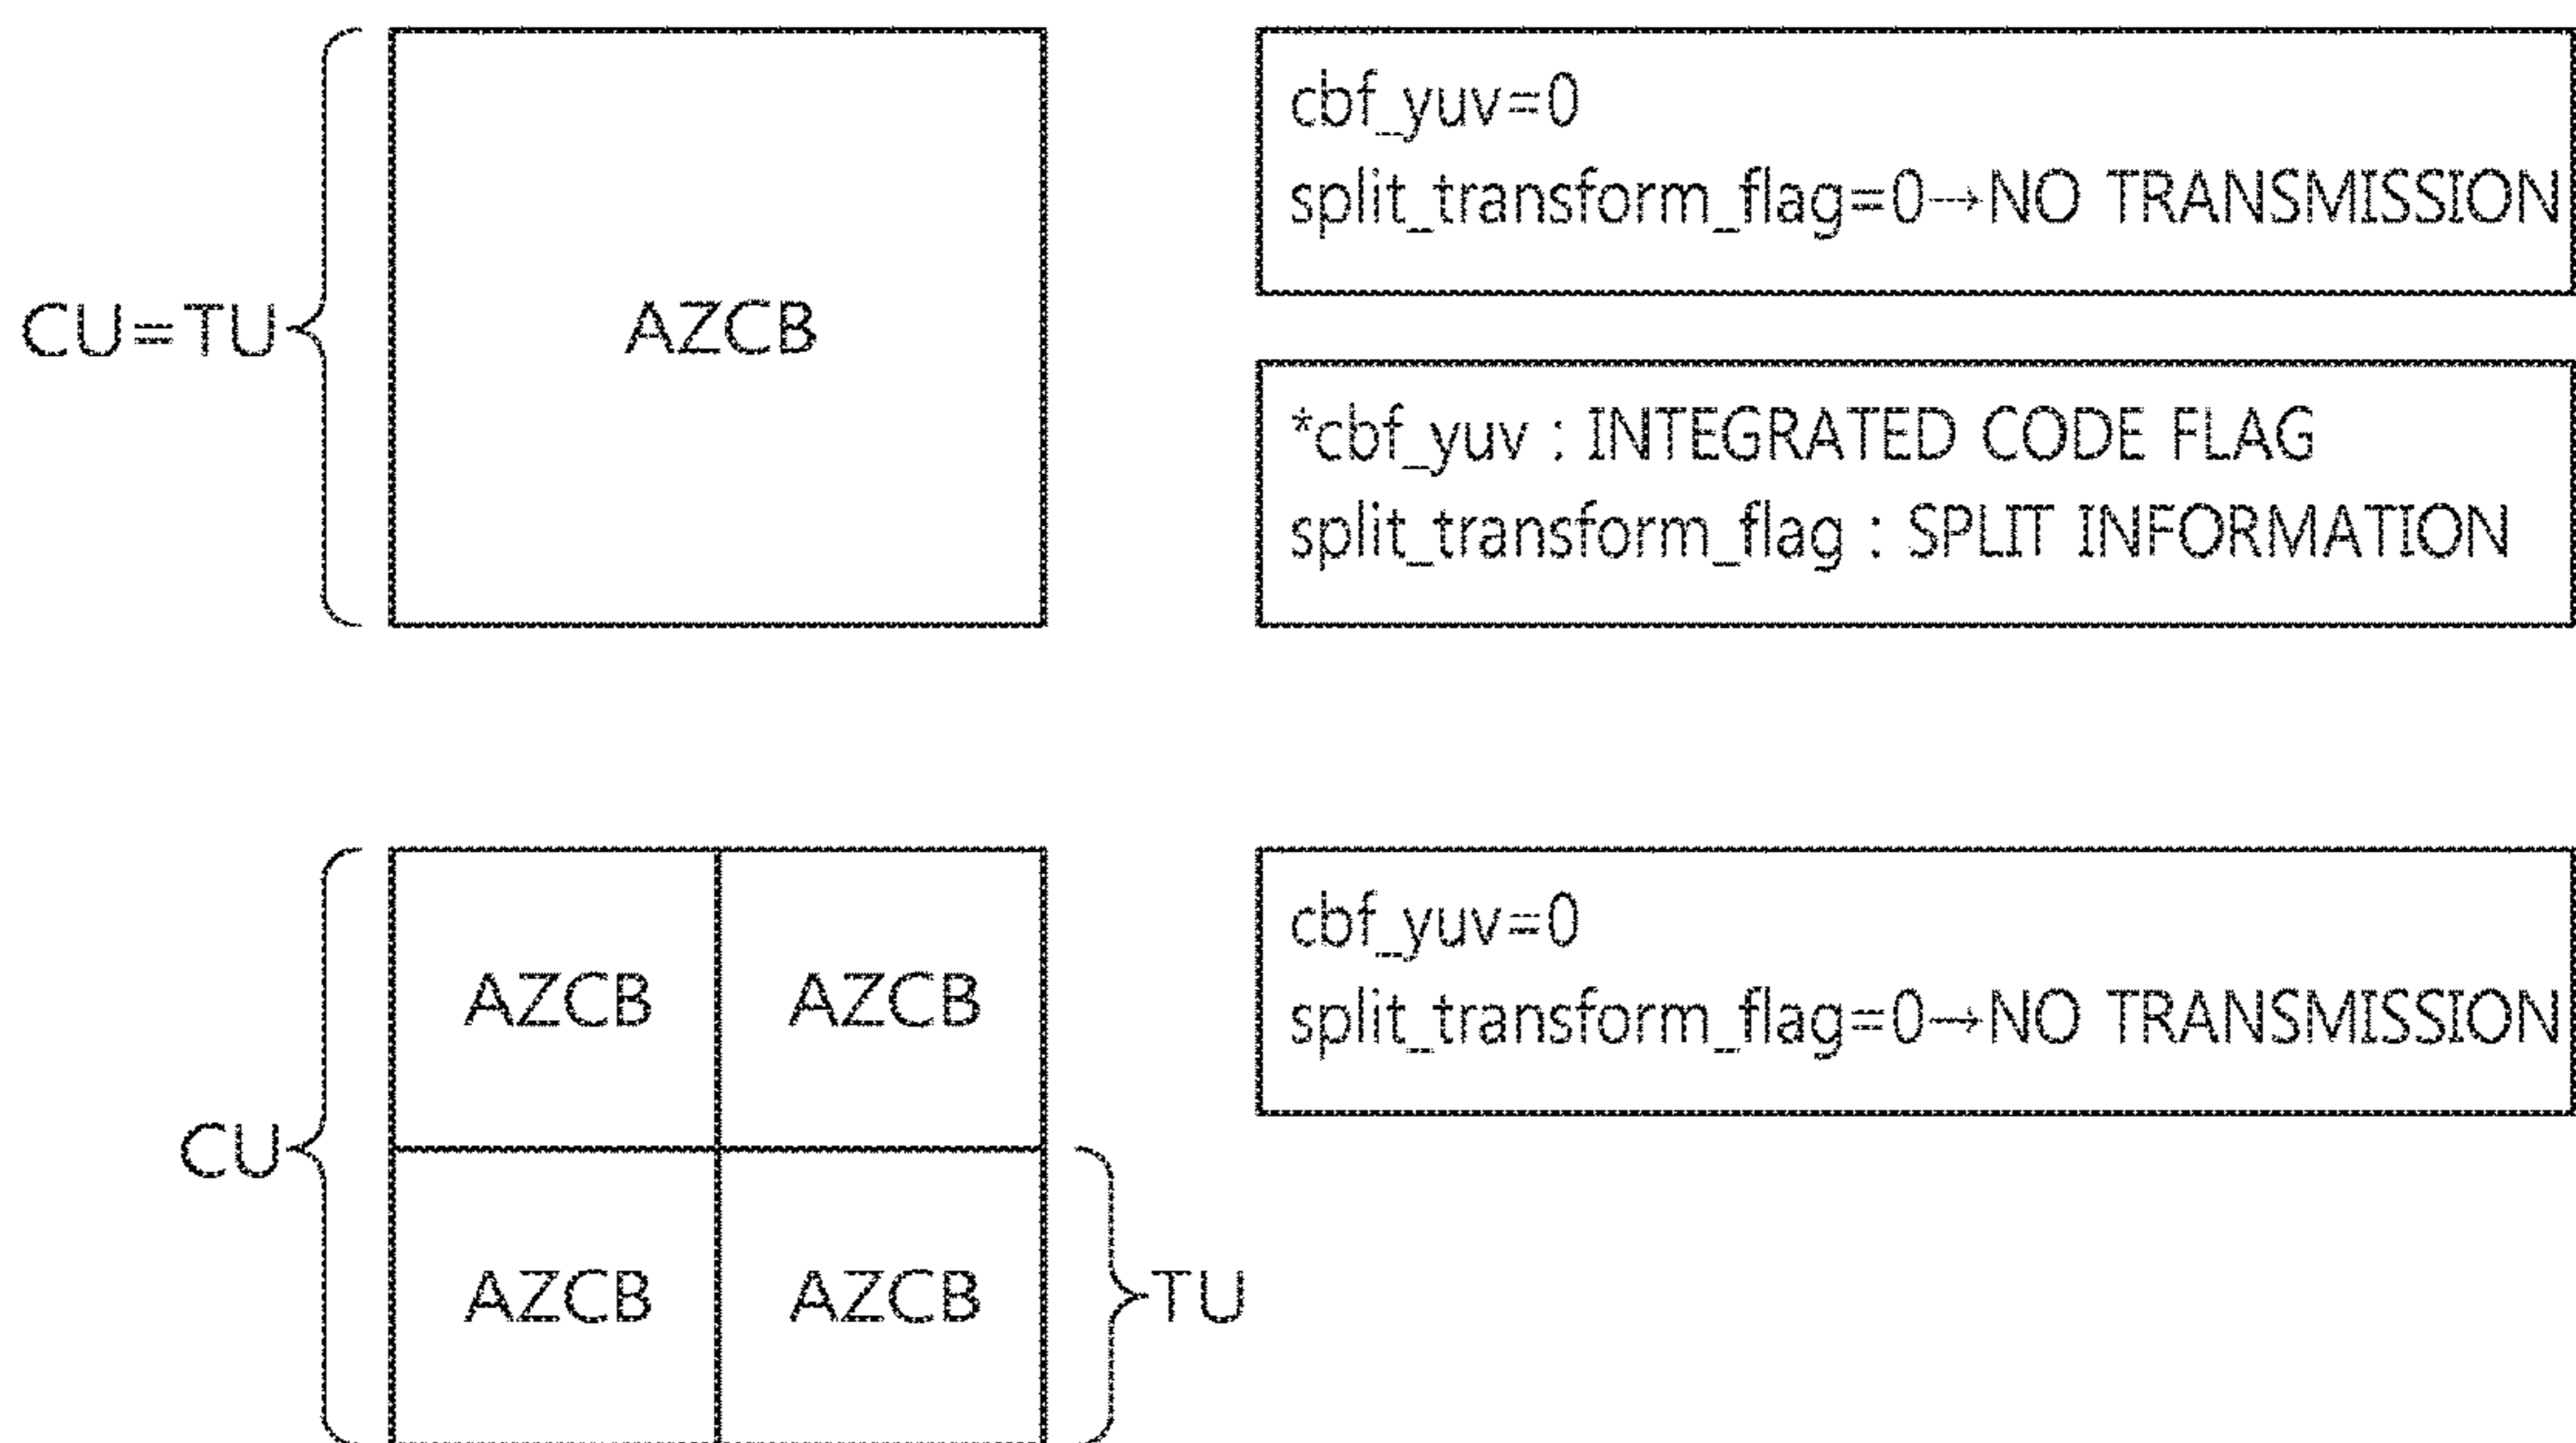 CU=TU
AZCB
cbf_yuv=0
split_transform_flag=0→NO TRANSMISSION
*cbf_yuv : INTEGRATED CODE FLAG
split_transform_flag : SPLIT INFORMATION
CU
AZCB AZCB
AZCB AZCB
TU
cbf_yuv=0
split_transform_flag=0→NO TRANSMISSION